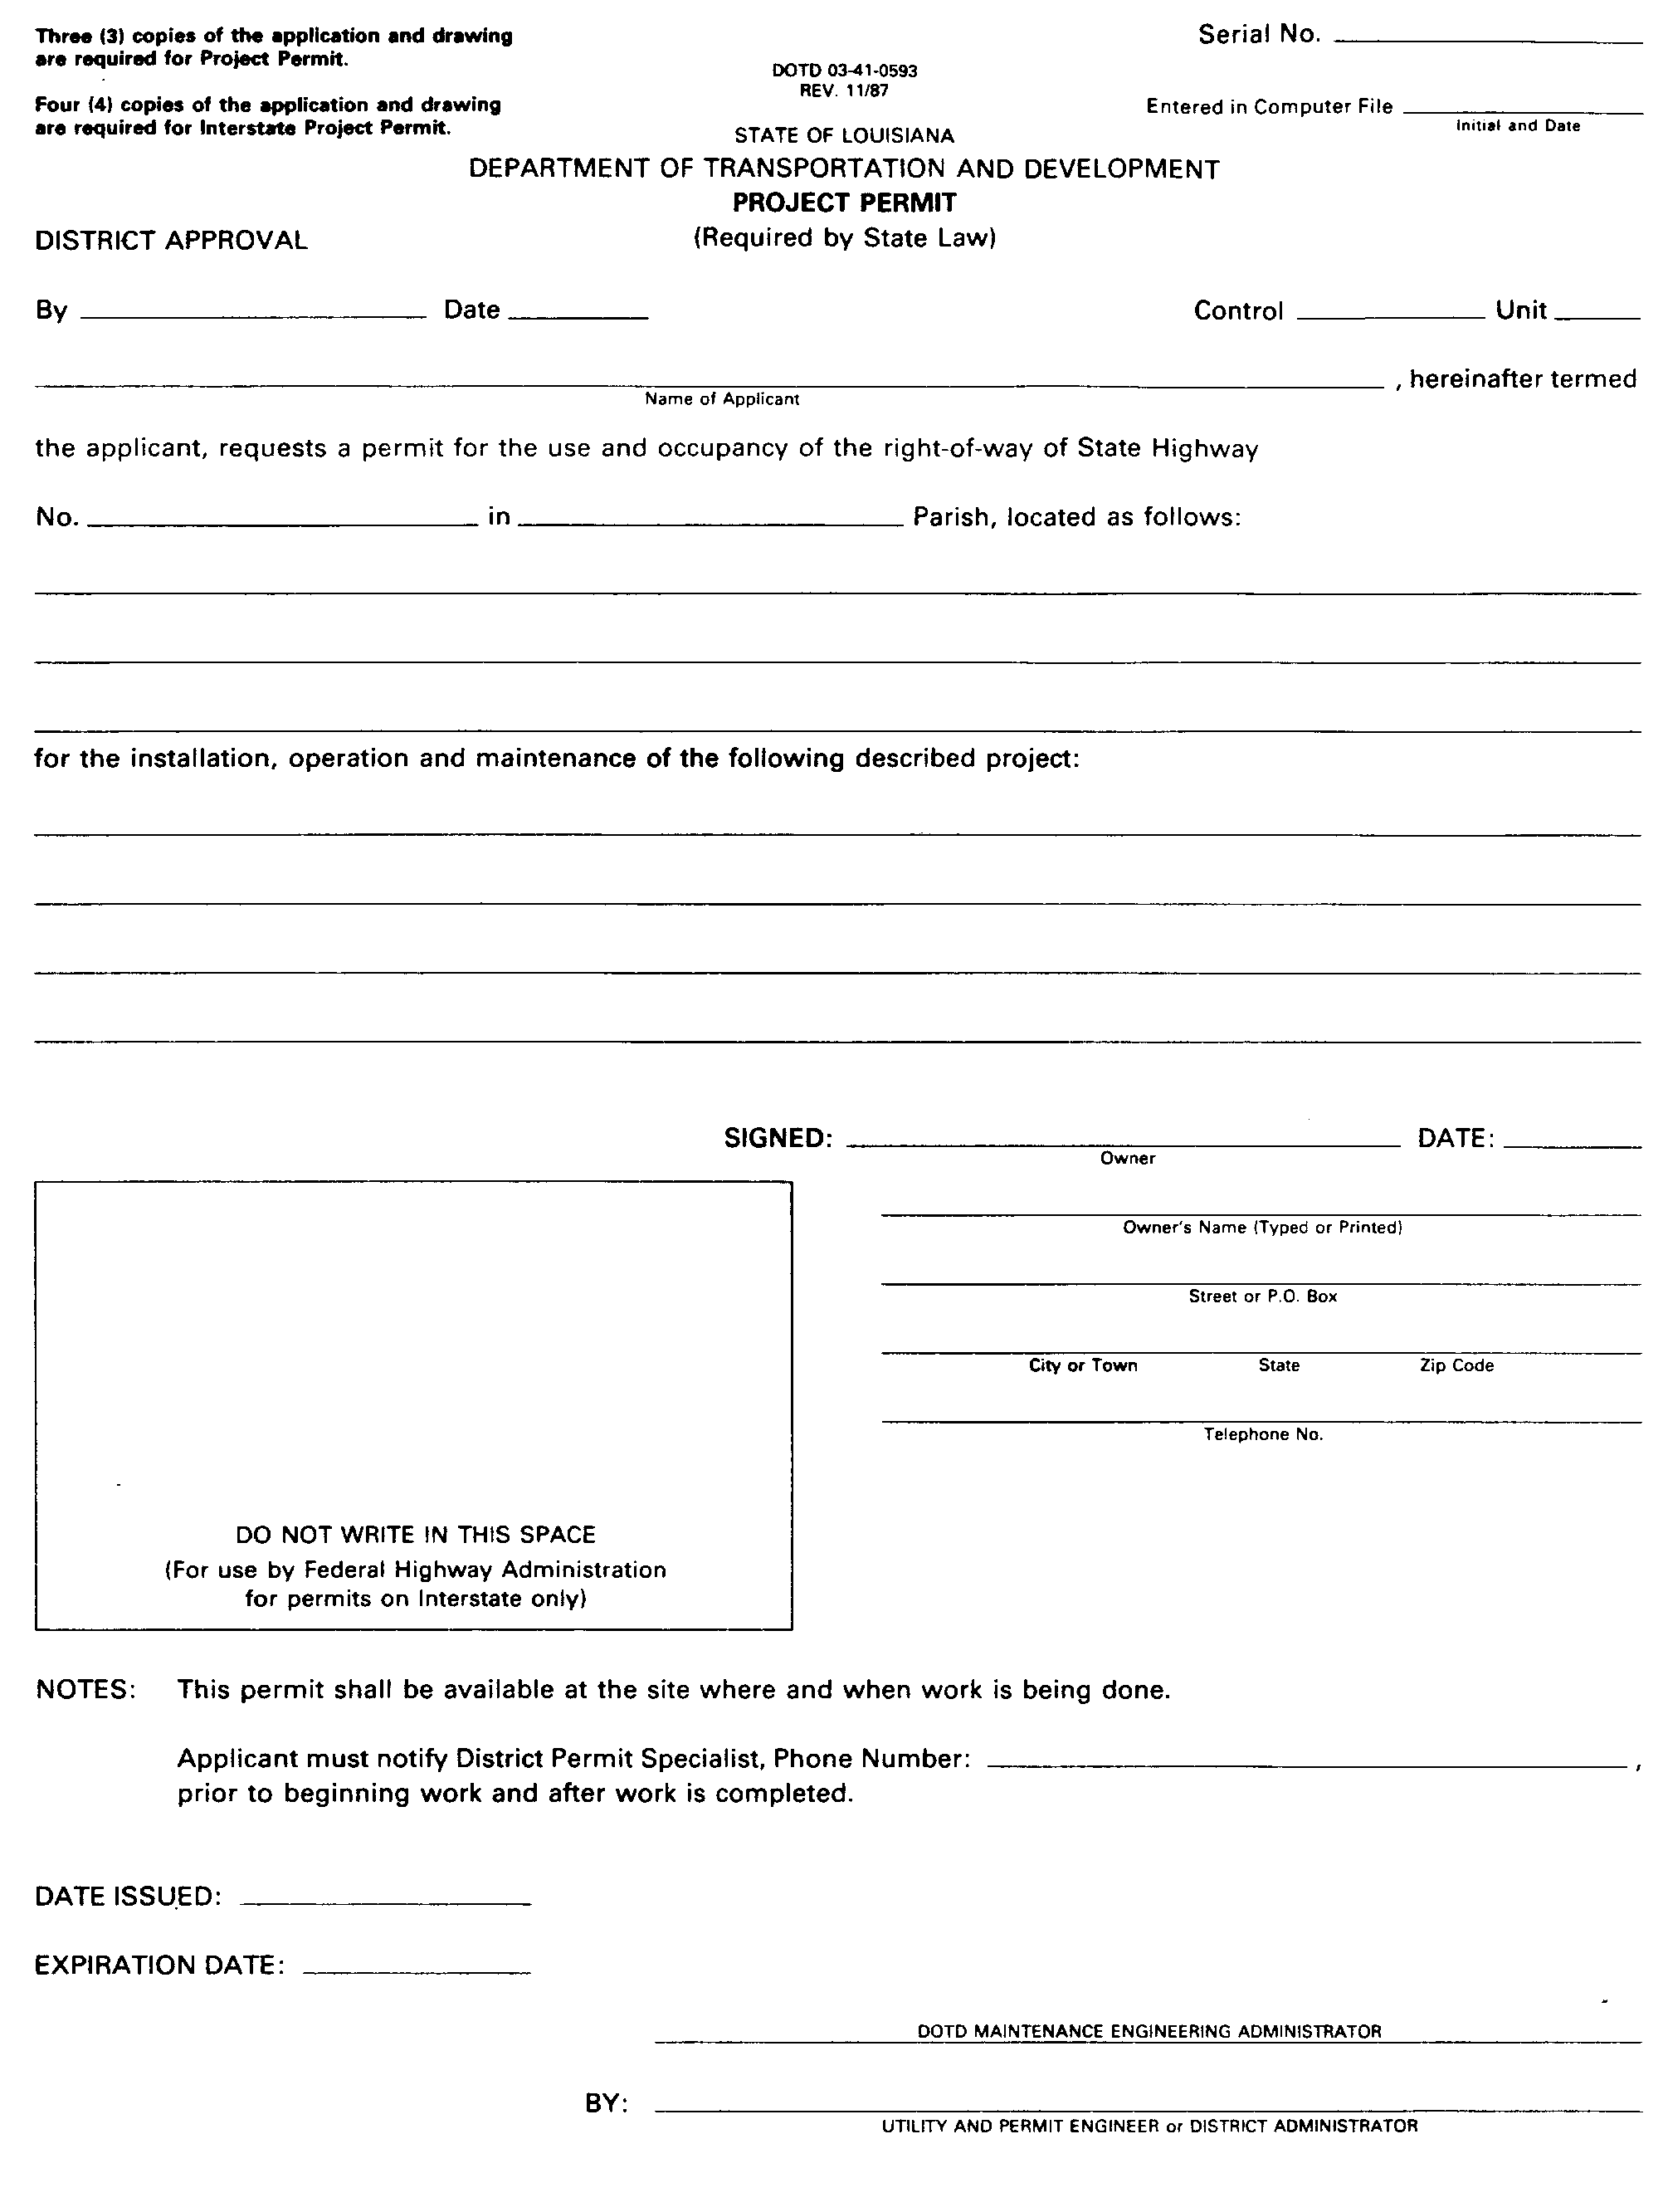 Three (3) copies of the application and drawing
are required for Project Permit.
Four (4) copies of the application and drawing
are required for Interstate Project Permit.
Serial No.
DOTD 03-41-0593
REV. 11/87
Entered in Computer File
Initial and Date
STATE OF LOUISIANA
DEPARTMENT OF TRANSPORTATION AND DEVELOPMENT
PROJECT PERMIT
DISTRICT APPROVAL (Required by State Law)
By Date Control Unit
, hereinafter termed
Name of Applicant
the applicant, requests a permit for the use and occupancy of the right-of-way of State Highway
No. in Parish, located as follows:
for the installation, operation and maintenance of the following described project:
SIGNED: DATE:
Owner
Owner's Name (Typed or Printed)
Street or P.O. Box
City or Town State Zip Code
Telephone No.
DO NOT WRITE IN THIS SPACE
(For use by Federal Highway Administration
for permits on Interstate only)
NOTES: This permit shall be available at the site where and when work is being done.
Applicant must notify District Permit Specialist, Phone Number: ,
prior to beginning work and after work is completed.
DATE ISSUED:
EXPIRATION DATE:
DOTD MAINTENANCE ENGINEERING ADMINISTRATOR
BY:
UTILITY AND PERMIT ENGINEER or DISTRICT ADMINISTRATOR